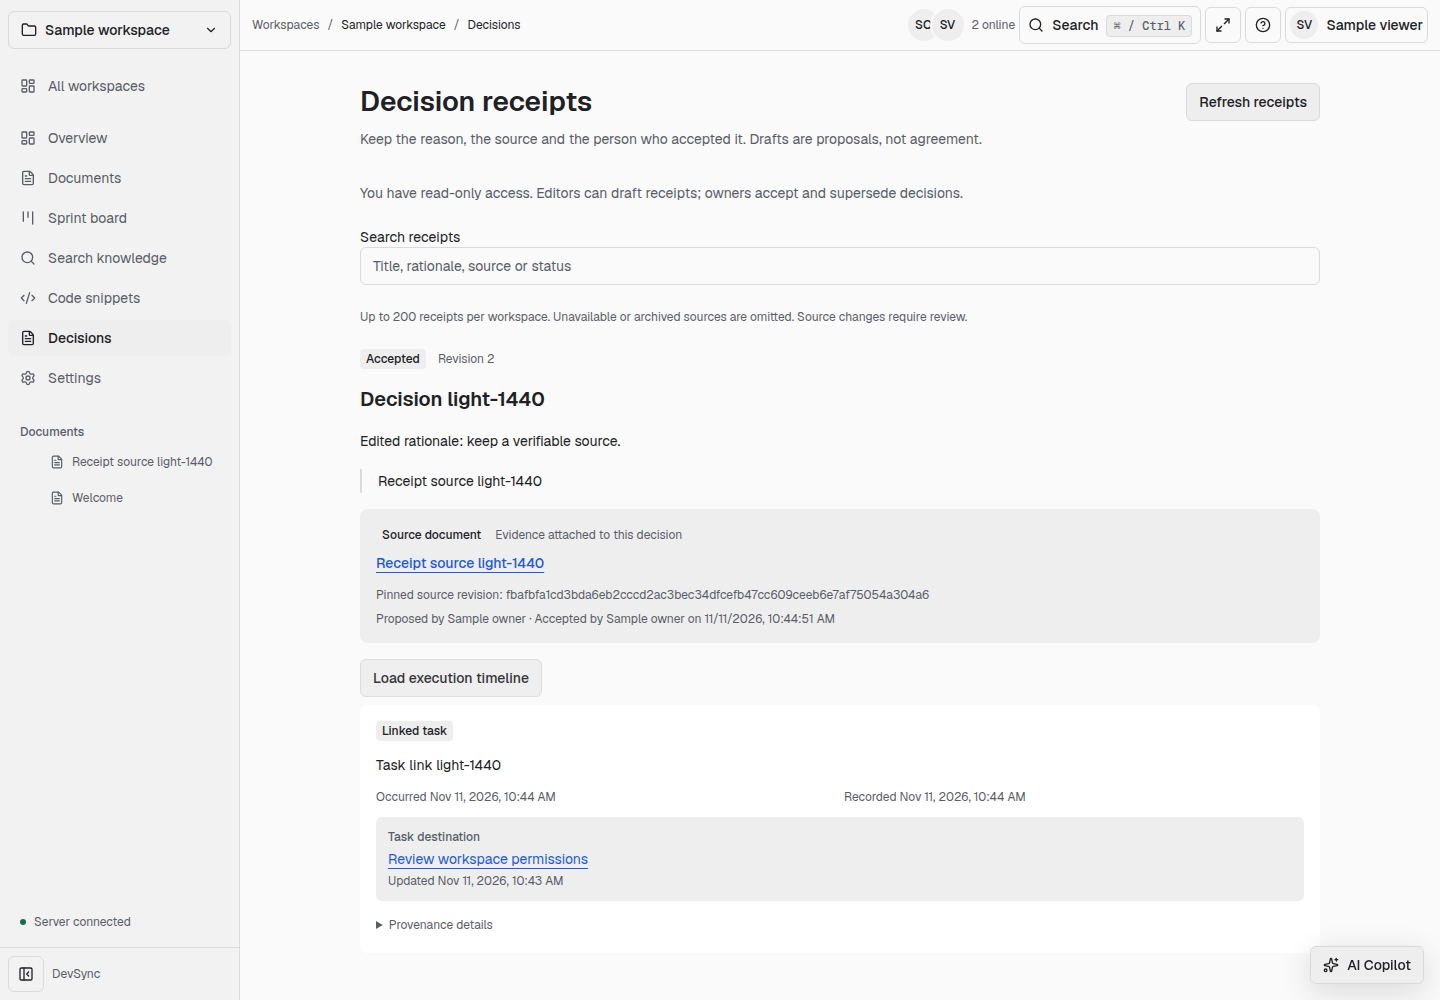 Sample workspace
All workspaces
Overview
Documents
Sprint board
Search knowledge
Code snippets
Decisions
Settings
Documents
Receipt source light-1440
Welcome
Server connected
DevSync
Workspaces / Sample workspace / Decisions
SV 2 online
Search ⌘ / Ctrl K
SV Sample viewer
Decision receipts
Refresh receipts
Keep the reason, the source and the person who accepted it. Drafts are proposals, not agreement.
You have read-only access. Editors can draft receipts; owners accept and supersede decisions.
Search receipts
Title, rationale, source or status
Up to 200 receipts per workspace. Unavailable or archived sources are omitted. Source changes require review.
Accepted Revision 2
Decision light-1440
Edited rationale: keep a verifiable source.
Receipt source light-1440
Source document Evidence attached to this decision
Receipt source light-1440
Pinned source revision: fbafbfa1cd3bda6eb2cccd2ac3bec34dfcefb47cc609ceeb6e7af75054a304a6
Proposed by Sample owner · Accepted by Sample owner on 11/11/2026, 10:44:51 AM
Load execution timeline
Linked task
Task link light-1440
Occurred Nov 11, 2026, 10:44 AM
Recorded Nov 11, 2026, 10:44 AM
Task destination
Review workspace permissions
Updated Nov 11, 2026, 10:43 AM
Provenance details
AI Copilot